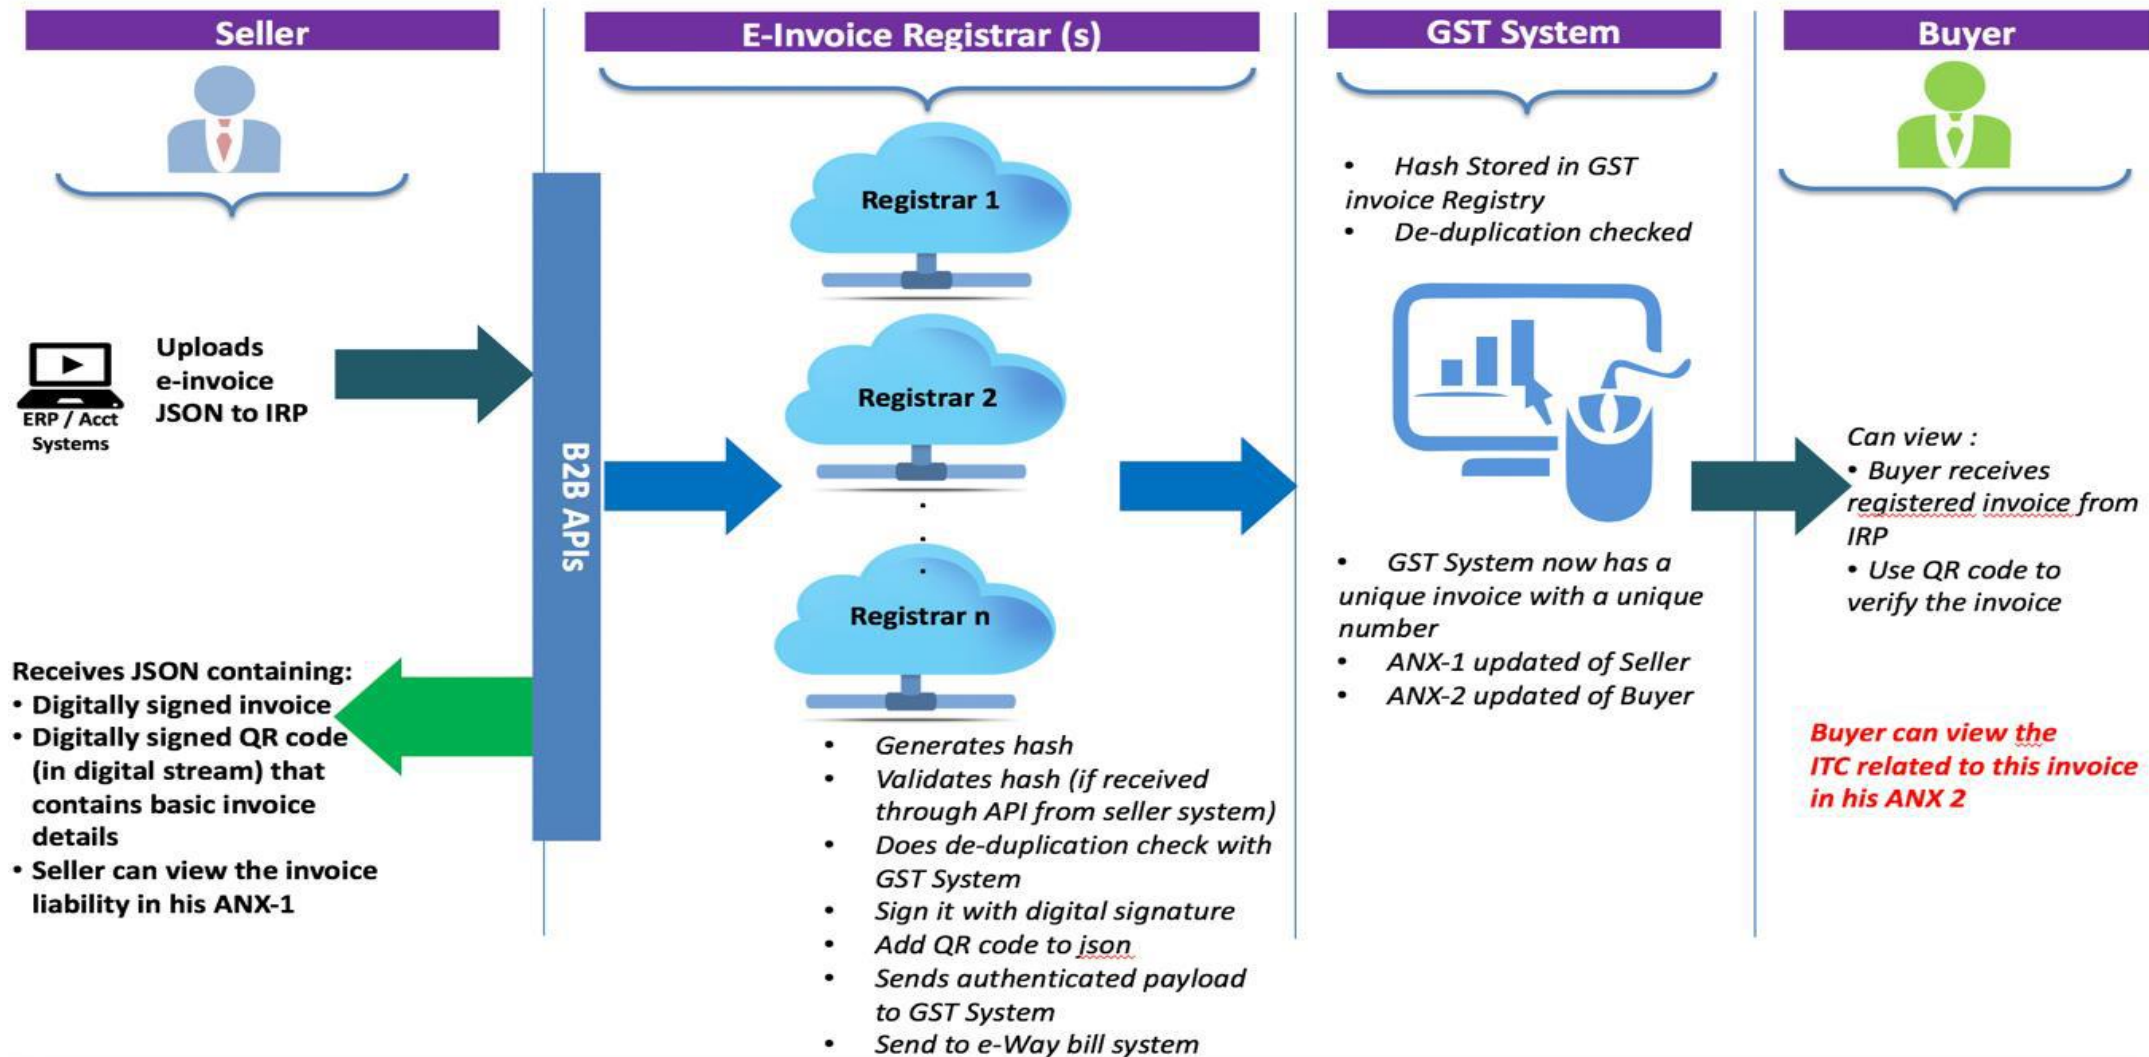 Seller
ERP / Acct
Systems
Uploads
e-invoice
JSON to IRP
Receives JSON containing:
• Digitally signed invoice
• Digitally signed QR code
(in digital stream) that
contains basic invoice
details
• Seller can view the invoice
liability in his ANX-1
B2B APIs
E-Invoice Registrar (s)
Registrar 1
Registrar 2
Registrar n
• Generates hash
• Validates hash (if received
through API from seller system)
• Does de-duplication check with
GST System
• Sign it with digital signature
• Add QR code to json
• Sends authenticated payload
to GST System
• Send to e-Way bill system
GST System
• Hash Stored in GST
invoice Registry
• De-duplication checked
• GST System now has a
unique invoice with a unique
number
• ANX-1 updated of Seller
• ANX-2 updated of Buyer
Buyer
Can view :
• Buyer receives
registered invoice from
IRP
• Use QR code to
verify the invoice
Buyer can view the
ITC related to this invoice
in his ANX 2